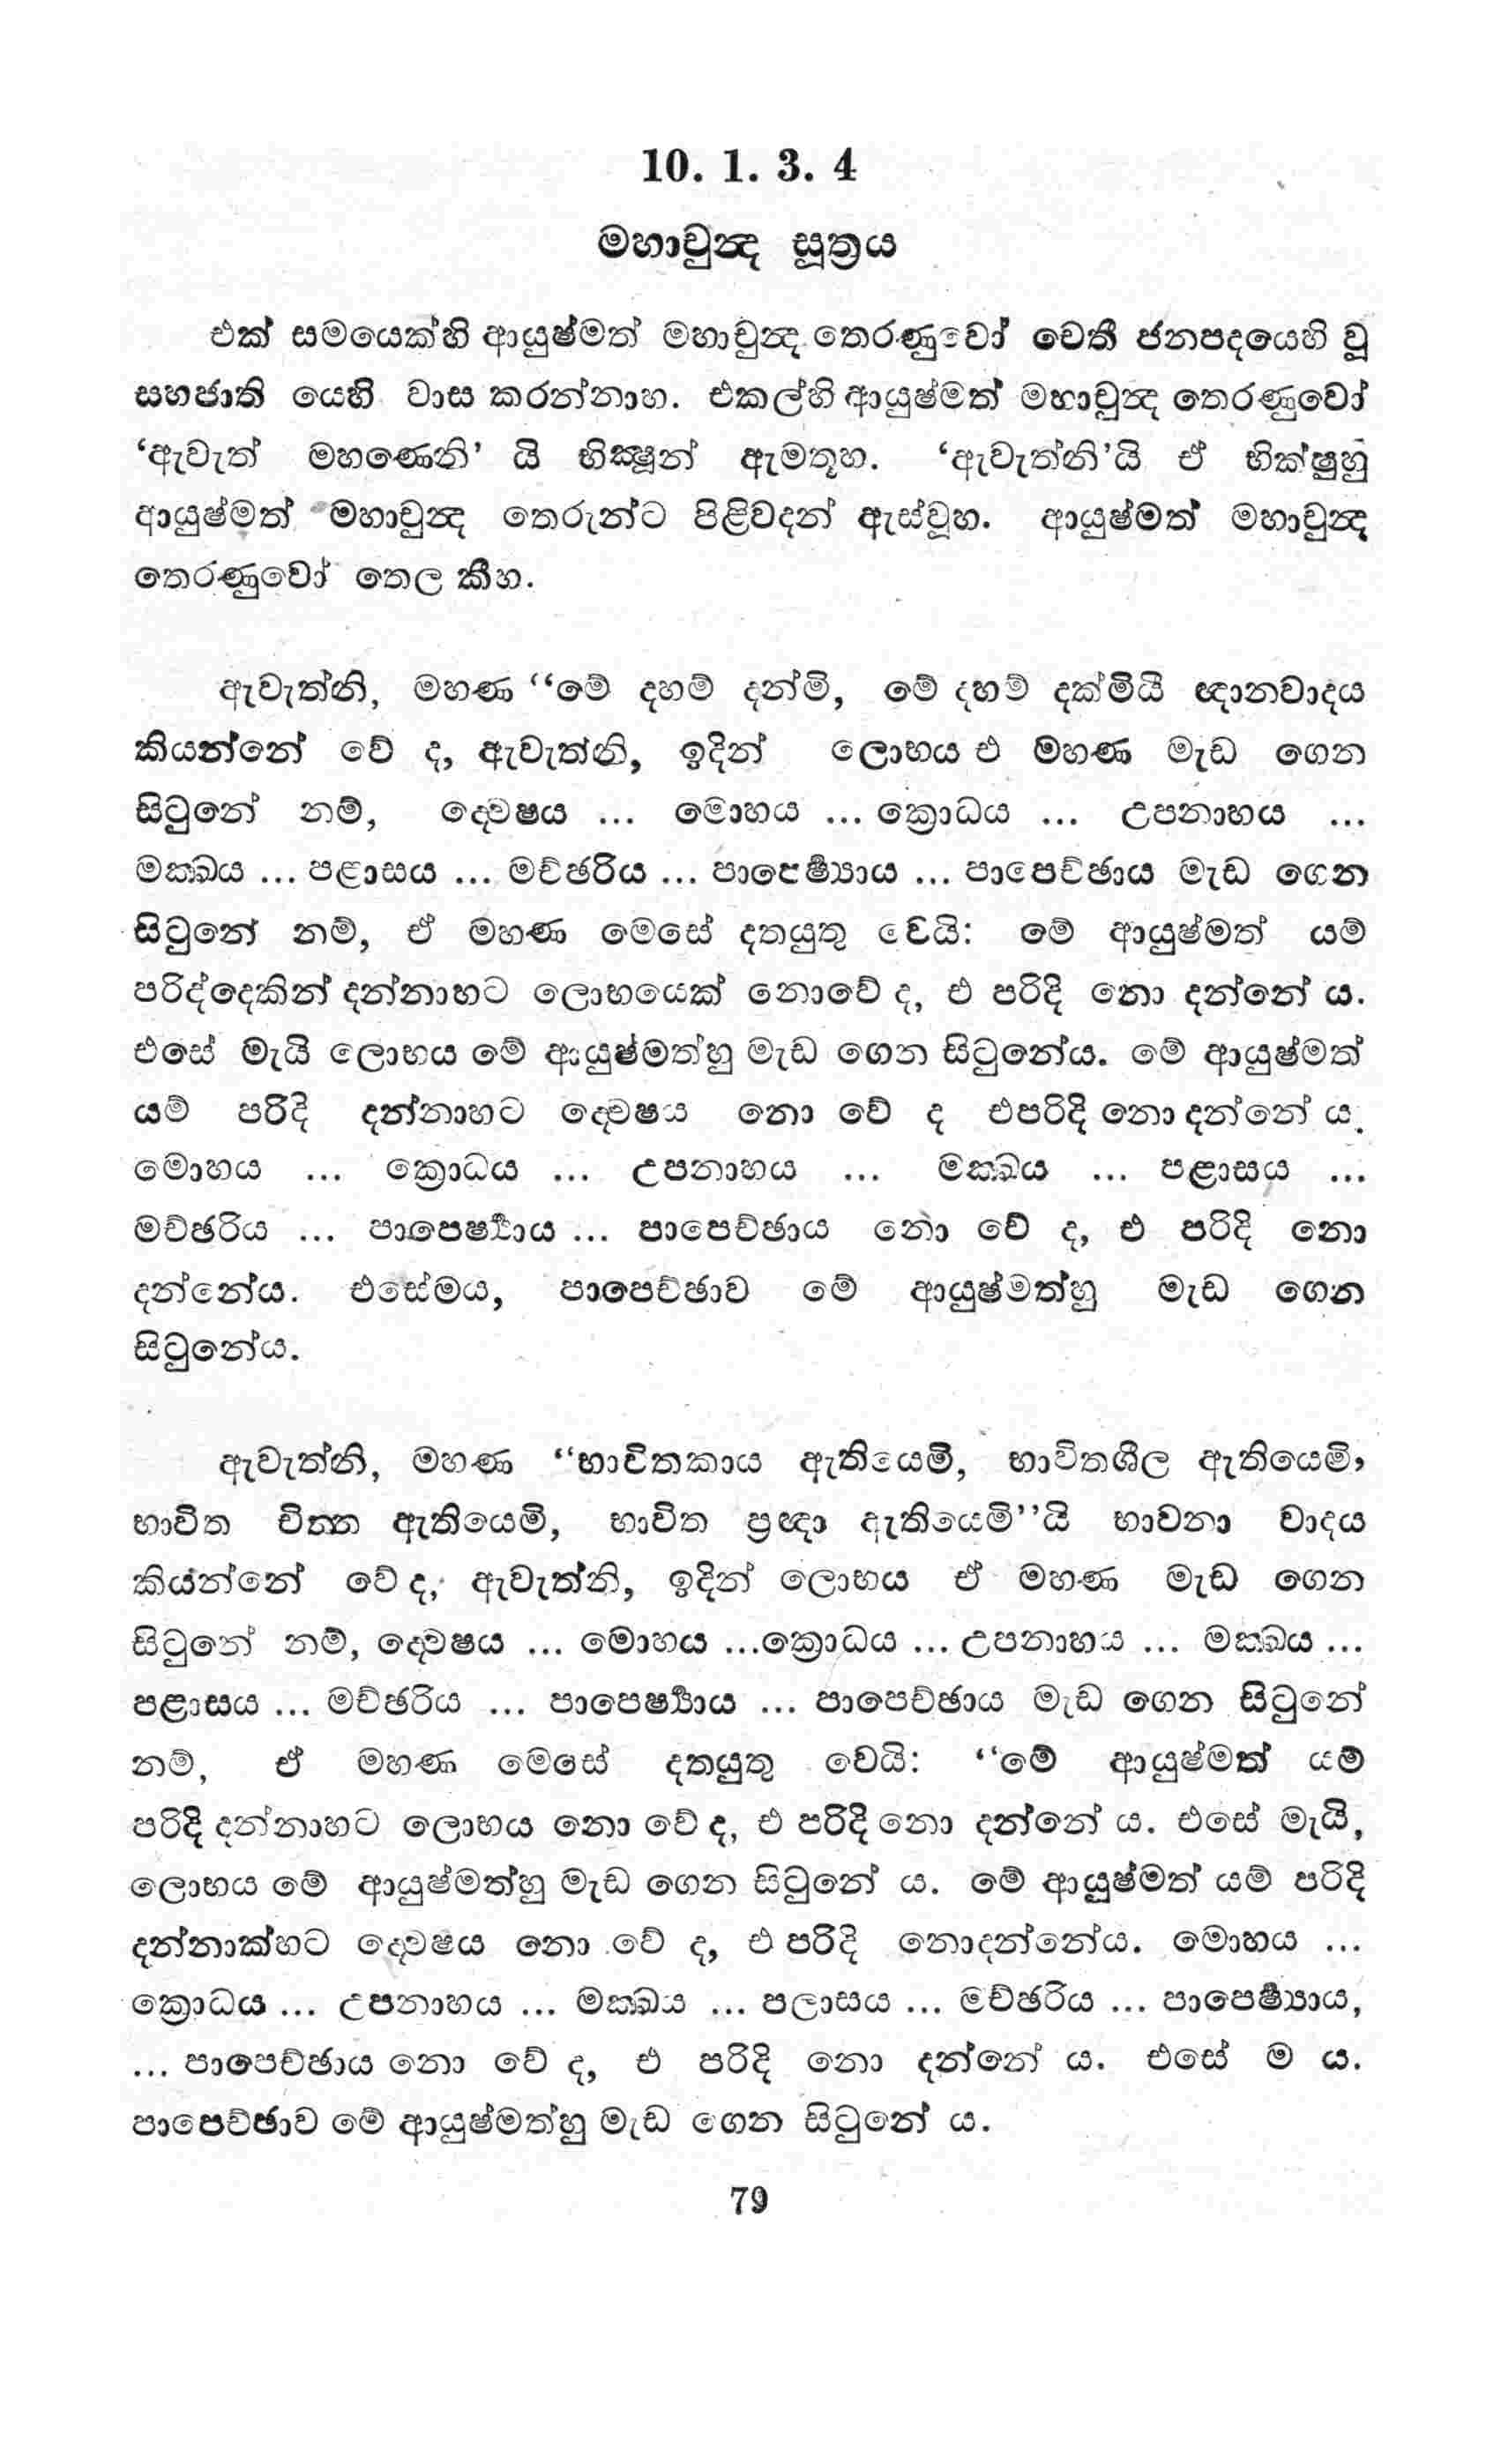 10. 1. 3. 4
මහාචුන්‍ද සූත්‍රය
එක් සමයෙක්හි ආයුෂ්මත් මහාචුන්‍ද තෙරණුවෝ චෙතී ජනපදයෙහි වූ
සහජාති යෙහි වාස කරන්නාහ. එකල්හි ආයුෂ්මත් මහාචුන්‍ද තෙරණුවෝ
‘ඇවැත් මහණෙනි’ යි භික්‍ෂූන් ඇමතූහ. ‘ඇවැත්නි’යි ඒ භික්ෂුහු
ආයුෂ්මත් මහාචුන්‍ද තෙරුන්ට පිළිවදන් ඇස්වූහ. ආයුෂ්මත් මහාචුන්‍ද
තෙරණුවෝ තෙල කීහ.
ඇවැත්නි, මහණ “මේ දහම් දන්මි, මේ දහම් දක්මියි ඥානවාදය
කියන්නේ වේ ද, ඇවැත්නි, ඉදින් ලොභය එ මහණ මැඩ ගෙන
සිටුනේ නම්, ද්‍වෙෂය ... මොහය ... ක්‍රොධය ... උපනාහය ...
මක්‍ඛය ... පළාසය ... මච්ඡරිය ... පාපෙර්ෂ්‍යාය ... පාපෙච්ඡාය මැඩ ගෙන
සිටුනේ නම්, ඒ මහණ මෙසේ දතයුතු වෙයි: මේ ආයුෂ්මත් යම්
පරිද්දෙකින් දන්නාහට ලොභයෙක් නොවේ ද, එ පරිදි නො දන්නේ ය.
එසේ මැයි ලොභය මේ ආයුෂ්මත්හු මැඩ ගෙන සිටුනේය. මේ ආයුෂ්මත්
යම් පරිදි දන්නාහට ද්‍වෙෂය නො වේ ද එපරිදි නො දන්නේ ය.
මොහය ... ක්‍රොධය ... උපනාහය ... මක්‍ඛය ... පළාසය ...
මච්ඡරිය ... පාපෙර්ෂ්‍යාය ... පාපෙච්ඡාය නො වේ ද, එ පරිදි නො
දන්නේය. එසේමය, පාපෙච්ඡාව මේ ආයුෂ්මත්හු මැඩ ගෙන
සිටුනේය.
ඇවැත්නි, මහණ “භාවිතකාය ඇතියෙමි, භාවිතශීල ඇතියෙමි,
භාවිත චිත්ත ඇතියෙමි, භාවිත ප්‍රඥා ඇතියෙමි”යි භාවනා වාදය
කියන්නේ වේ ද, ඇවැත්නි, ඉදින් ලොභය ඒ මහණ මැඩ ගෙන
සිටුනේ නම්, ද්‍වෙෂය ... මොහය ...ක්‍රොධය ... උපනාහය ... මක්‍ඛය ...
පළාසය ... මච්ඡරිය ... පාපෙර්ෂ්‍යාය ... පාපෙච්ඡාය මැඩ ගෙන සිටුනේ
නම්, ඒ මහණ මෙසේ දතයුතු වෙයි: “මේ ආයුෂ්මත් යම්
පරිදි දන්නාහට ලොභය නො වේ ද, එ පරිදි නො දන්නේ ය. එසේ මැයි,
ලොභය මේ ආයුෂ්මත්හු මැඩ ගෙන සිටුනේ ය. මේ ආයුෂ්මත් යම් පරිදි
දන්නාක්හට ද්‍වෙෂය නො වේ ද, එ පරිදි නොදන්නේය. මොහය ...
ක්‍රොධය ... උපනාහය ... මක්‍ඛය ... පලාසය ... මච්ඡරිය ... පාපෙර්ෂ්‍යාය,
... පාපෙච්ඡාය නො වේ ද, එ පරිදි නො දන්නේ ය. එසේ ම ය.
පාපෙච්ඡාව මේ ආයුෂ්මත්හු මැඩ ගෙන සිටුනේ ය.
79